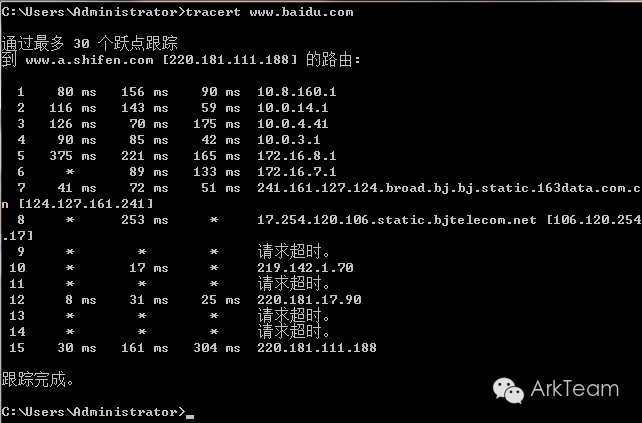 C:\Users\Administrator>tracert www.baidu.com
通过最多 30 个跃点跟踪
到 www.a.shifen.com [220.181.111.188] 的路由:
1 80 ms 156 ms 90 ms 10.8.160.1
2 116 ms 143 ms 59 ms 10.0.14.1
3 126 ms 70 ms 175 ms 10.0.4.41
4 90 ms 85 ms 42 ms 10.0.3.1
5 375 ms 221 ms 165 ms 172.16.8.1
6 * 89 ms 133 ms 172.16.7.1
7 41 ms 72 ms 51 ms 241.161.127.124.broad.bj.bj.static.163data.com.c
n [124.127.161.241]
8 * 253 ms * 17.254.120.106.static.bjtelecom.net [106.120.254
.17]
9 * * * 请求超时。
10 * 17 ms * 219.142.1.70
11 * * * 请求超时。
12 8 ms 31 ms 25 ms 220.181.17.90
13 * * * 请求超时。
14 * * * 请求超时。
15 30 ms 161 ms 304 ms 220.181.111.188
跟踪完成。
C:\Users\Administrator>_
ArkTeam